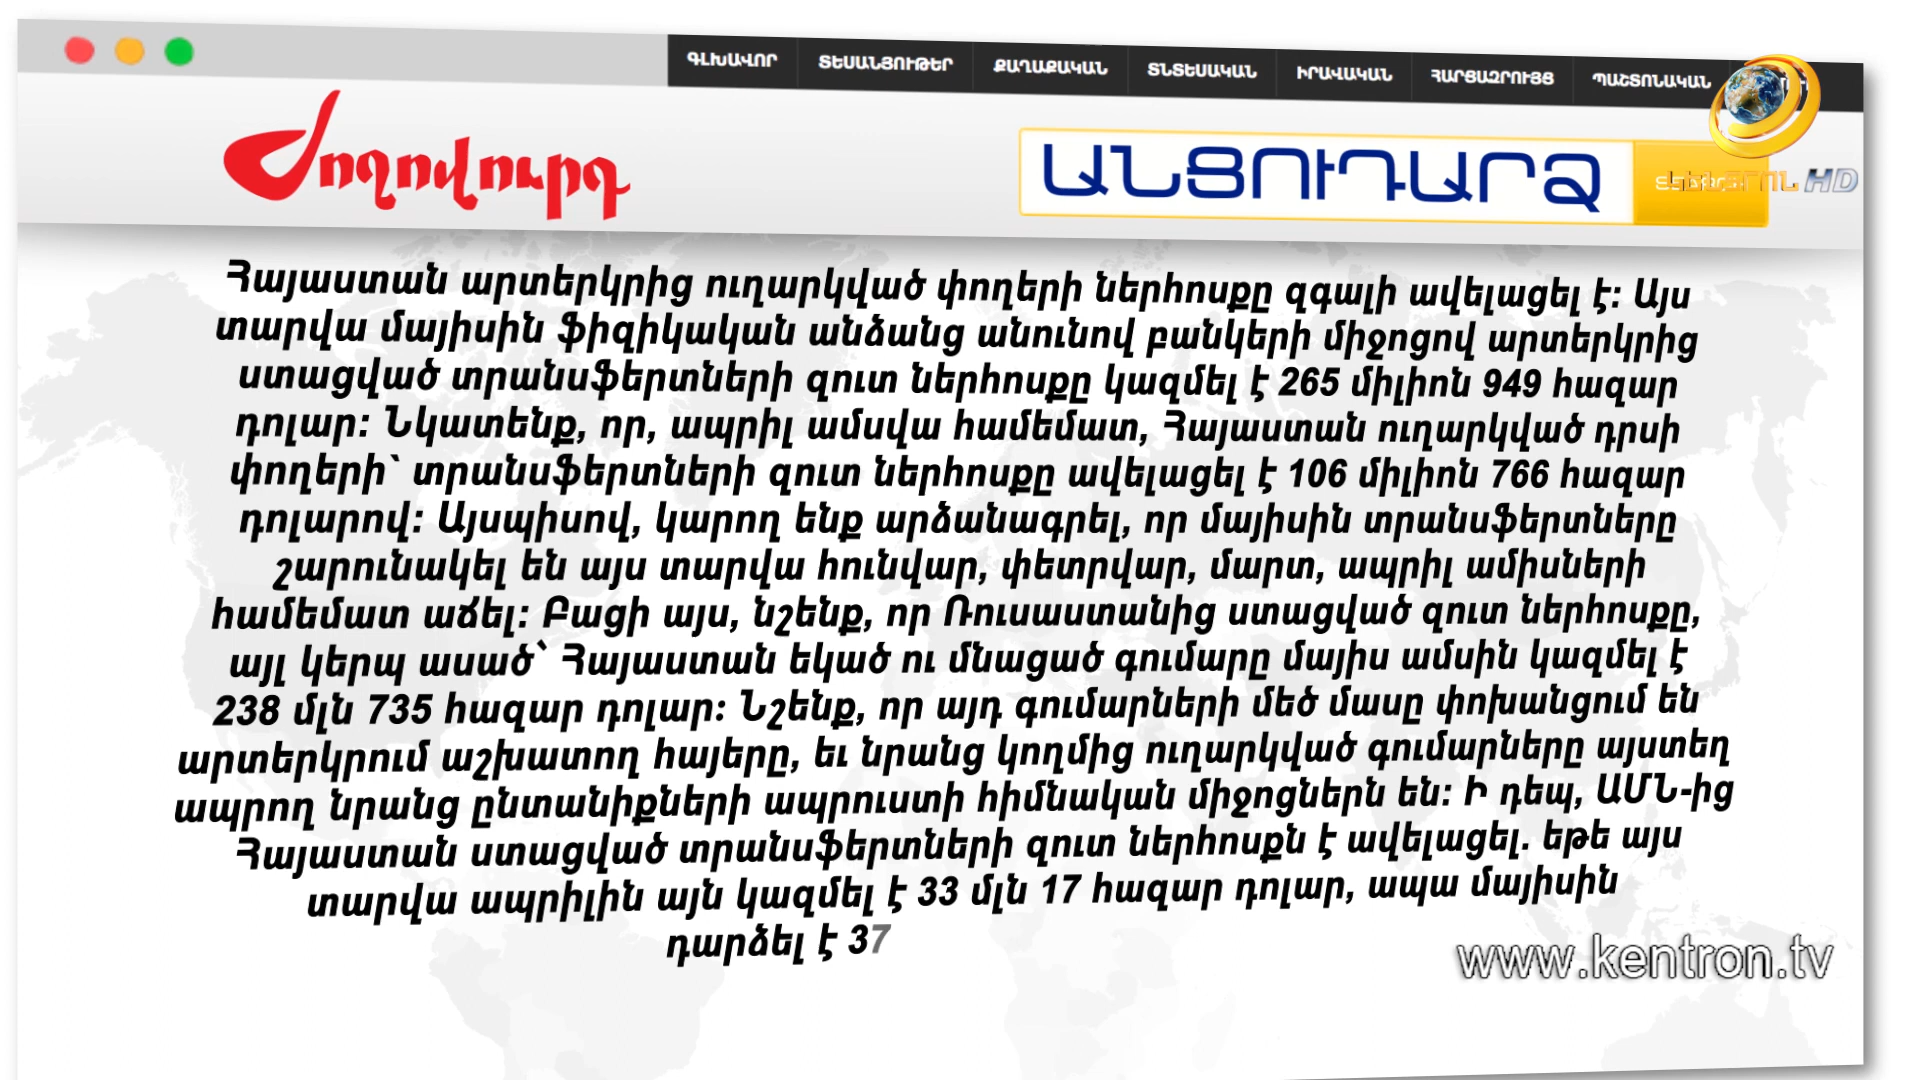 ԳԼԽԱՎՈՐ ՏԵՍԱՆՅՈՒԹԵՐ ՔԱՂԱՔԱԿԱՆ ՏՆՏԵՍԱԿԱՆ ԻՐԱՎԱԿԱՆ ՀԱՐՑԱԶՐՈՒՅՑ ՊԱՇՏՈՆԱԿԱՆ
Ժողովուրդ
ԱՆՑՈՒԴԱՐՁ
ԿԵՆՏՐՈՆ HD
Հայաստան արտերկրից ուղարկված փողերի ներհոսքը զգալի ավելացել է: Այս
տարվա մայիսին ֆիզիկական անձանց անունով բանկերի միջոցով արտերկրից
ստացված տրանսֆերտների զուտ ներհոսքը կազմել է 265 միլիոն 949 հազար
դոլար: Նկատենք, որ, ապրիլ ամսվա համեմատ, Հայաստան ուղարկված դրսի
փողերի` տրանսֆերտների զուտ ներհոսքը ավելացել է 106 միլիոն 766 հազար
դոլարով: Այսպիսով, կարող ենք արձանագրել, որ մայիսին տրանսֆերտները
շարունակել են այս տարվա հունվար, փետրվար, մարտ, ապրիլ ամիսների
համեմատ աճել: Բացի այս, նշենք, որ Ռուսաստանից ստացված զուտ ներհոսքը,
այլ կերպ ասած` Հայաստան եկած ու մնացած գումարը մայիս ամսին կազմել է
238 մլն 735 հազար դոլար: Նշենք, որ այդ գումարների մեծ մասը փոխանցում են
արտերկրում աշխատող հայերը, եւ նրանց կողմից ուղարկված գումարները այստեղ
ապրող նրանց ընտանիքների ապրուստի հիմնական միջոցներն են: Ի դեպ, ԱՄՆ-ից
Հայաստան ստացված տրանսֆերտների զուտ ներհոսքն է ավելացել. եթե այս
տարվա ապրիլին այն կազմել է 33 մլն 17 հազար դոլար, ապա մայիսին
դարձել է 37
www.kentron.tv